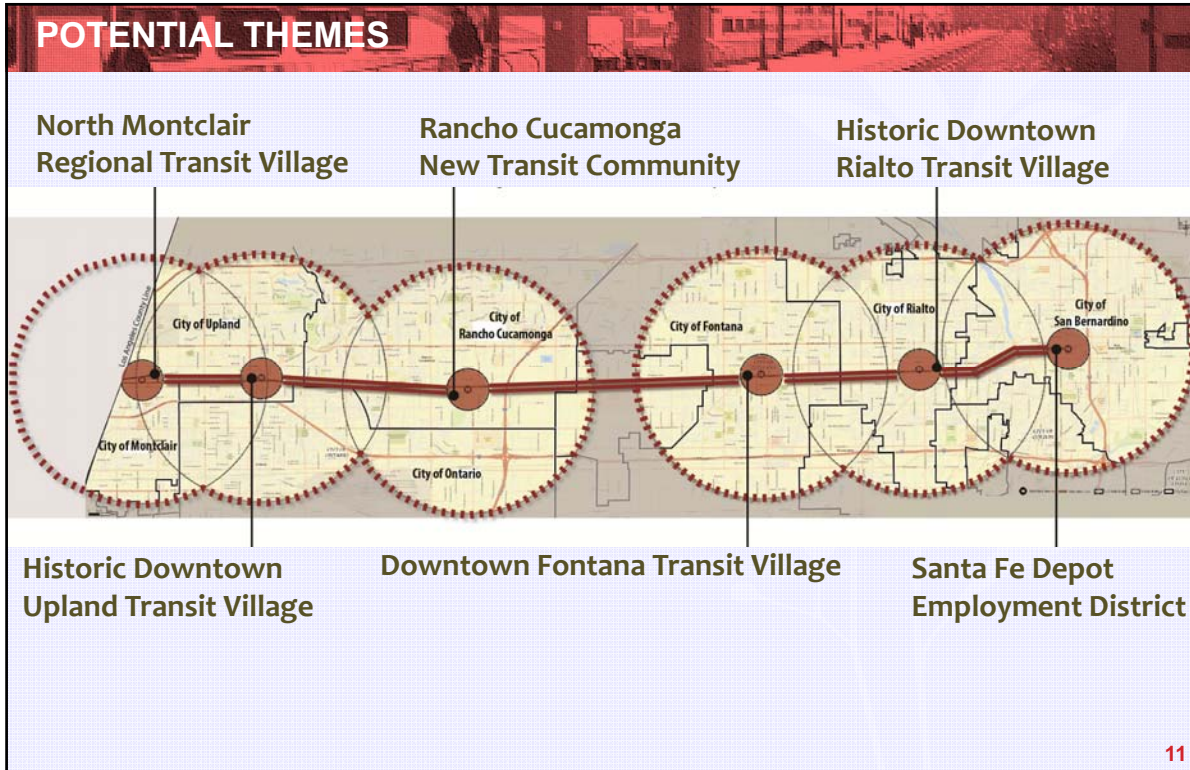 POTENTIAL THEMES
North Montclair
Regional Transit Village
Rancho Cucamonga
New Transit Community
Historic Downtown
Rialto Transit Village
Los Angeles County Line
City of Upland
City of
Rancho Cucamonga
City of Fontana
City of Rialto
City of
San Bernardino
City of Montclair
City of Ontario
Historic Downtown
Upland Transit Village
Downtown Fontana Transit Village
Santa Fe Depot
Employment District
11